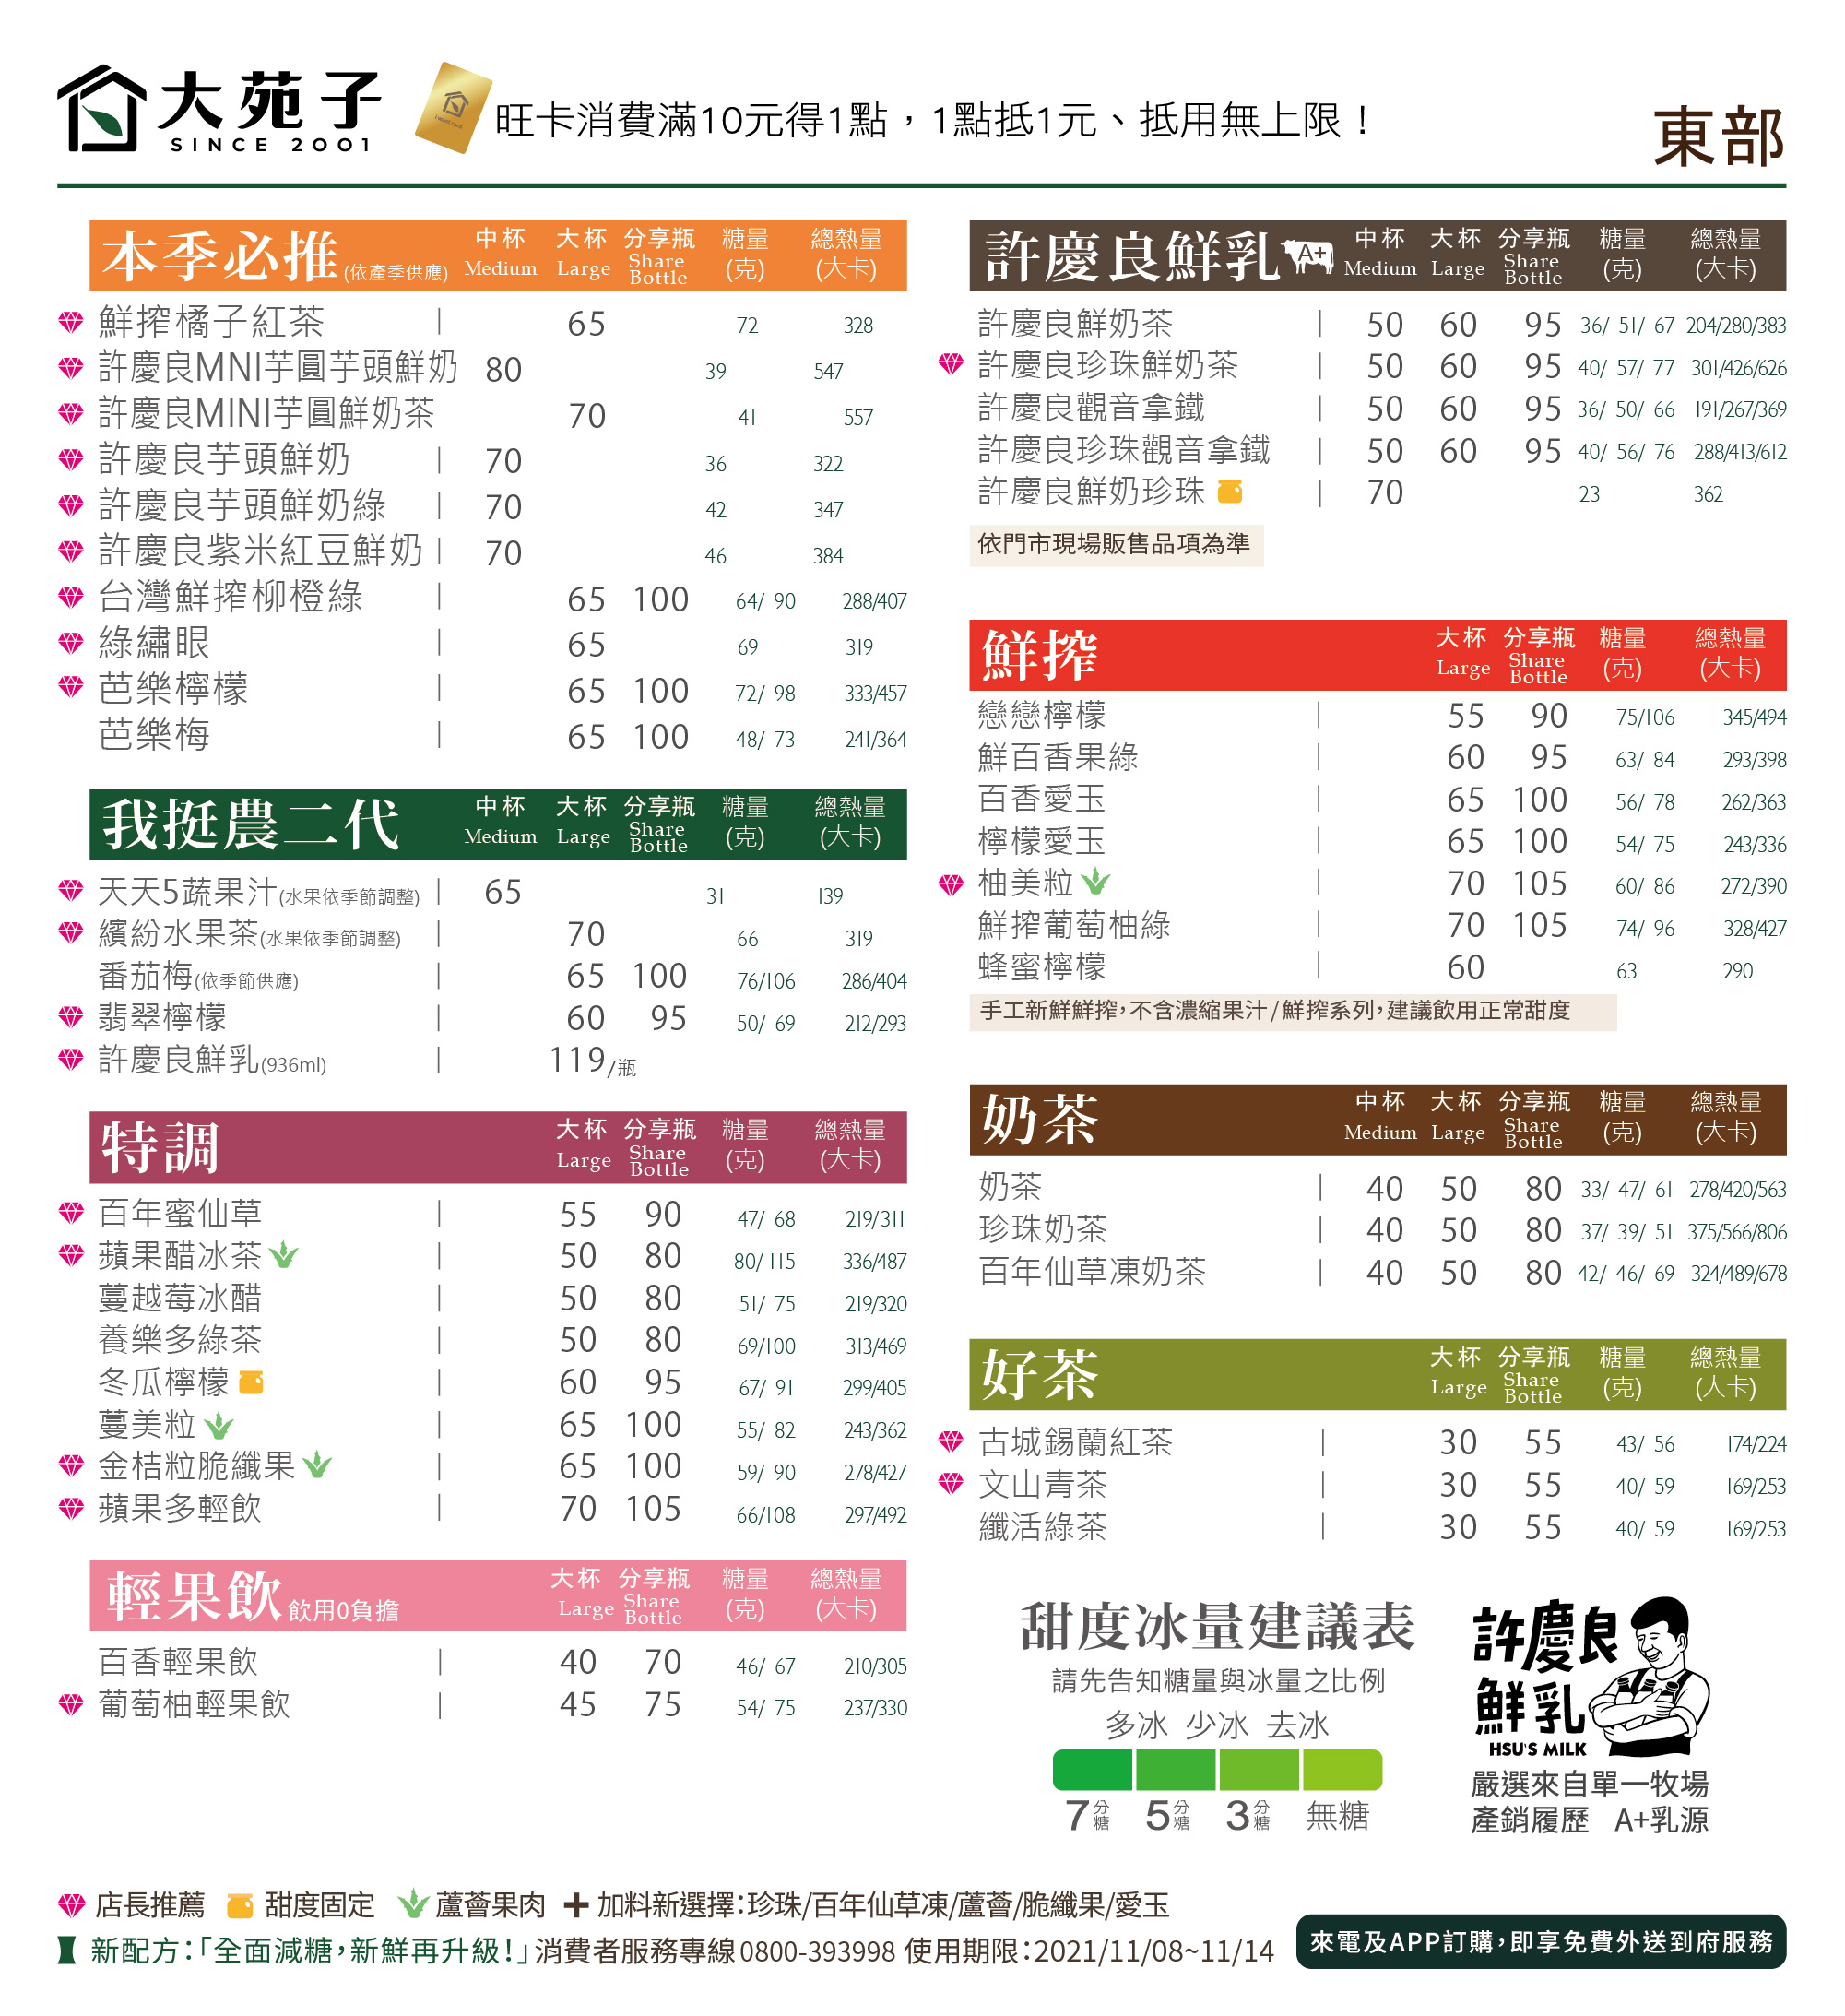 大苑子
SINCE 2001
i want card
旺卡消費滿10元得1點，1點抵1元、抵用無上限！
東部
本季必推(依產季供應) 中杯 Medium 大杯 Large 分享瓶 Share Bottle 糖量(克) 總熱量(大卡)
鮮搾橘子紅茶 | 65 72 328
許慶良MNI芋圓芋頭鮮奶 80 39 547
許慶良MINI芋圓鮮奶茶 70 41 557
許慶良芋頭鮮奶 | 70 36 322
許慶良芋頭鮮奶綠 | 70 42 347
許慶良紫米紅豆鮮奶 | 70 46 384
台灣鮮搾柳橙綠 | 65 100 64/ 90 288/407
綠繡眼 | 65 69 319
芭樂檸檬 | 65 100 72/ 98 333/457
芭樂梅 | 65 100 48/ 73 241/364
我挺農二代 中杯 Medium 大杯 Large 分享瓶 Share Bottle 糖量(克) 總熱量(大卡)
天天5蔬果汁(水果依季節調整) | 65 31 139
繽紛水果茶(水果依季節調整) | 70 66 319
番茄梅(依季節供應) | 65 100 76/106 286/404
翡翠檸檬 | 60 95 50/ 69 212/293
許慶良鮮乳(936ml) | 119/瓶
特調 大杯 Large 分享瓶 Share Bottle 糖量(克) 總熱量(大卡)
百年蜜仙草 | 55 90 47/ 68 219/311
蘋果醋冰茶 | 50 80 80/115 336/487
蔓越莓冰醋 | 50 80 51/ 75 219/320
養樂多綠茶 | 50 80 69/100 313/469
冬瓜檸檬 | 60 95 67/ 91 299/405
蔓美粒 | 65 100 55/ 82 243/362
金桔粒脆纖果 | 65 100 59/ 90 278/427
蘋果多輕飲 | 70 105 66/108 297/492
輕果飲 飲用0負擔 大杯 Large 分享瓶 Share Bottle 糖量(克) 總熱量(大卡)
百香輕果飲 | 40 70 46/ 67 210/305
葡萄柚輕果飲 | 45 75 54/ 75 237/330
許慶良鮮乳 A+ 中杯 Medium 大杯 Large 分享瓶 Share Bottle 糖量(克) 總熱量(大卡)
許慶良鮮奶茶 | 50 60 95 36/ 51/ 67 204/280/383
許慶良珍珠鮮奶茶 | 50 60 95 40/ 57/ 77 301/426/626
許慶良觀音拿鐵 | 50 60 95 36/ 50/ 66 191/267/369
許慶良珍珠觀音拿鐵 | 50 60 95 40/ 56/ 76 288/413/612
許慶良鮮奶珍珠 | 70 23 362
依門市現場販售品項為準
鮮搾 大杯 Large 分享瓶 Share Bottle 糖量(克) 總熱量(大卡)
戀戀檸檬 | 55 90 75/106 345/494
鮮百香果綠 | 60 95 63/ 84 293/398
百香愛玉 | 65 100 56/ 78 262/363
檸檬愛玉 | 65 100 54/ 75 243/336
柚美粒 | 70 105 60/ 86 272/390
鮮搾葡萄柚綠 | 70 105 74/ 96 328/427
蜂蜜檸檬 | 60 63 290
手工新鮮鮮搾，不含濃縮果汁/鮮搾系列，建議飲用正常甜度
奶茶 中杯 Medium 大杯 Large 分享瓶 Share Bottle 糖量(克) 總熱量(大卡)
奶茶 | 40 50 80 33/ 47/ 61 278/420/563
珍珠奶茶 | 40 50 80 37/ 39/ 51 375/566/806
百年仙草凍奶茶 | 40 50 80 42/ 46/ 69 324/489/678
好茶 大杯 Large 分享瓶 Share Bottle 糖量(克) 總熱量(大卡)
古城錫蘭紅茶 | 30 55 43/ 56 174/224
文山青茶 | 30 55 40/ 59 169/253
纖活綠茶 | 30 55 40/ 59 169/253
甜度冰量建議表
請先告知糖量與冰量之比例
多冰 少冰 去冰
7分糖 5分糖 3分糖 無糖
許慶良
鮮乳
HSU'S MILK
嚴選來自單一牧場
產銷履歷 A+乳源
店長推薦 甜度固定 蘆薈果肉 ✚ 加料新選擇：珍珠/百年仙草凍/蘆薈/脆纖果/愛玉
新配方：「全面減糖，新鮮再升級！」消費者服務專線0800-393998 使用期限：2021/11/08~11/14
來電及APP訂購，即享免費外送到府服務